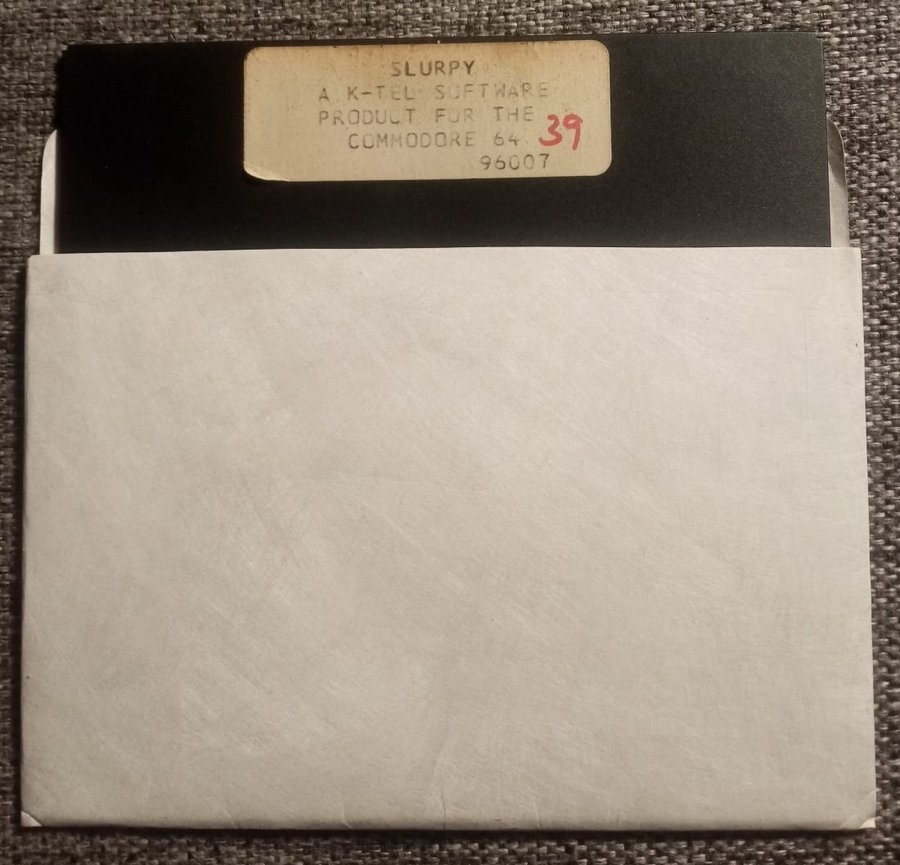 SLURPY
A K-TEL SOFTWARE
PRODUCT FOR THE
COMMODORE 64 39
96007